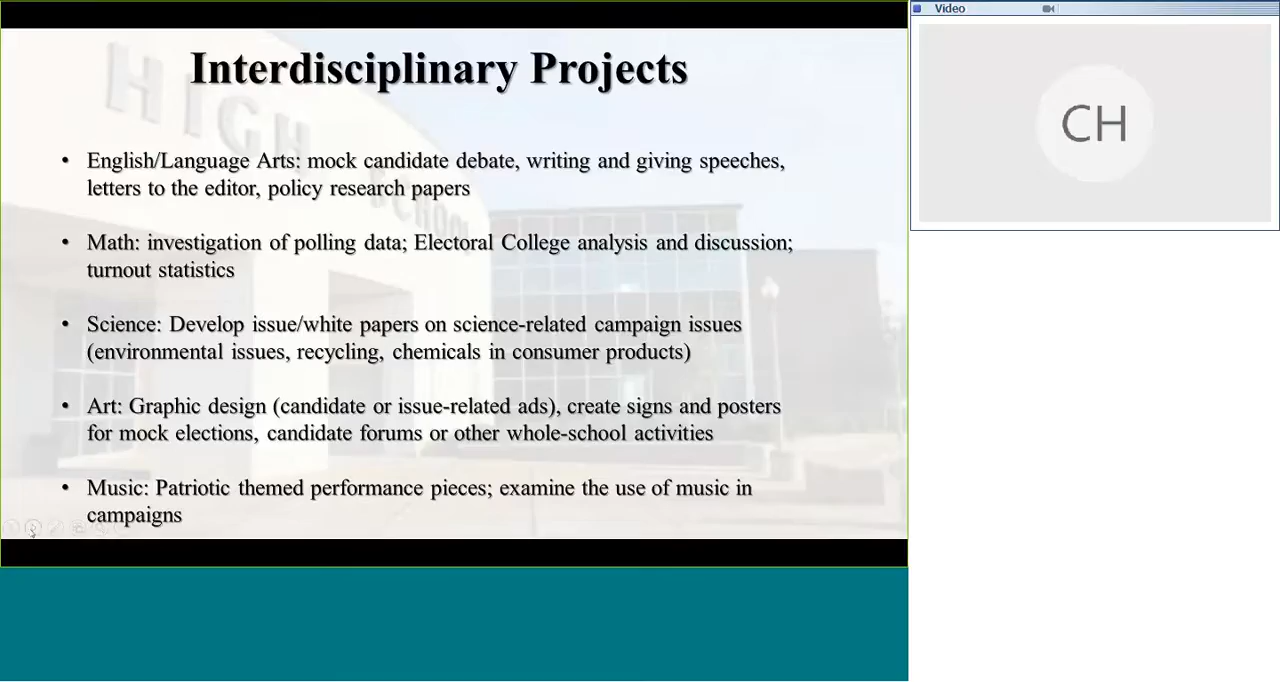 Interdisciplinary Projects
HIGH
SCHOOL
• English/Language Arts: mock candidate debate, writing and giving speeches,
letters to the editor, policy research papers
• Math: investigation of polling data; Electoral College analysis and discussion;
turnout statistics
• Science: Develop issue/white papers on science-related campaign issues
(environmental issues, recycling, chemicals in consumer products)
• Art: Graphic design (candidate or issue-related ads), create signs and posters
for mock elections, candidate forums or other whole-school activities
• Music: Patriotic themed performance pieces; examine the use of music in
campaigns
Video
CH